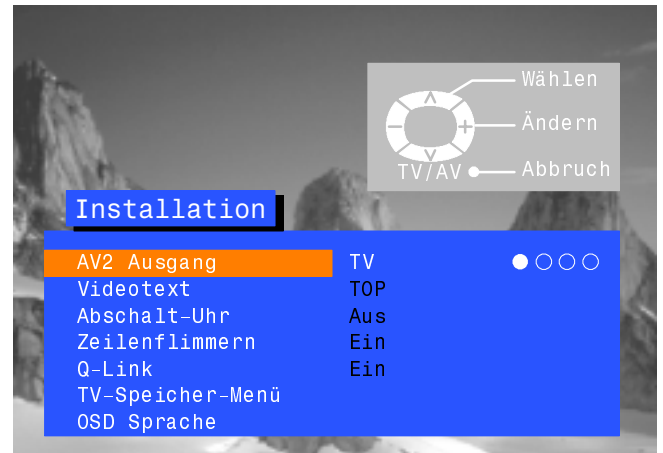 Wählen
Ändern
TV/AV Abbruch
Installation
AV2 Ausgang TV
Videotext TOP
Abschalt-Uhr Aus
Zeilenflimmern Ein
Q-Link Ein
TV-Speicher-Menü
OSD Sprache